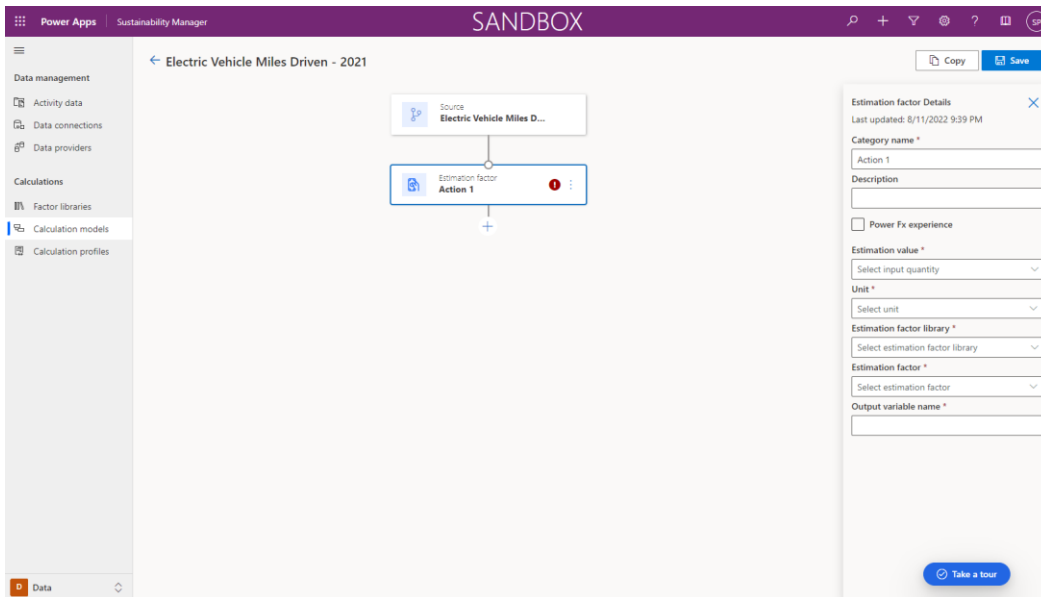 Power Apps Sustainability Manager SANDBOX SP
Data management
Activity data
Data connections
Data providers
Calculations
Factor libraries
Calculation models
Calculation profiles
D Data
Electric Vehicle Miles Driven - 2021
Copy Save
Source
Electric Vehicle Miles D...
Estimation factor
Action 1
Estimation factor Details
Last updated: 8/11/2022 9:39 PM
Category name *
Action 1
Description
Power Fx experience
Estimation value *
Select input quantity
Unit *
Select unit
Estimation factor library *
Select estimation factor library
Estimation factor *
Select estimation factor
Output variable name *
Take a tour